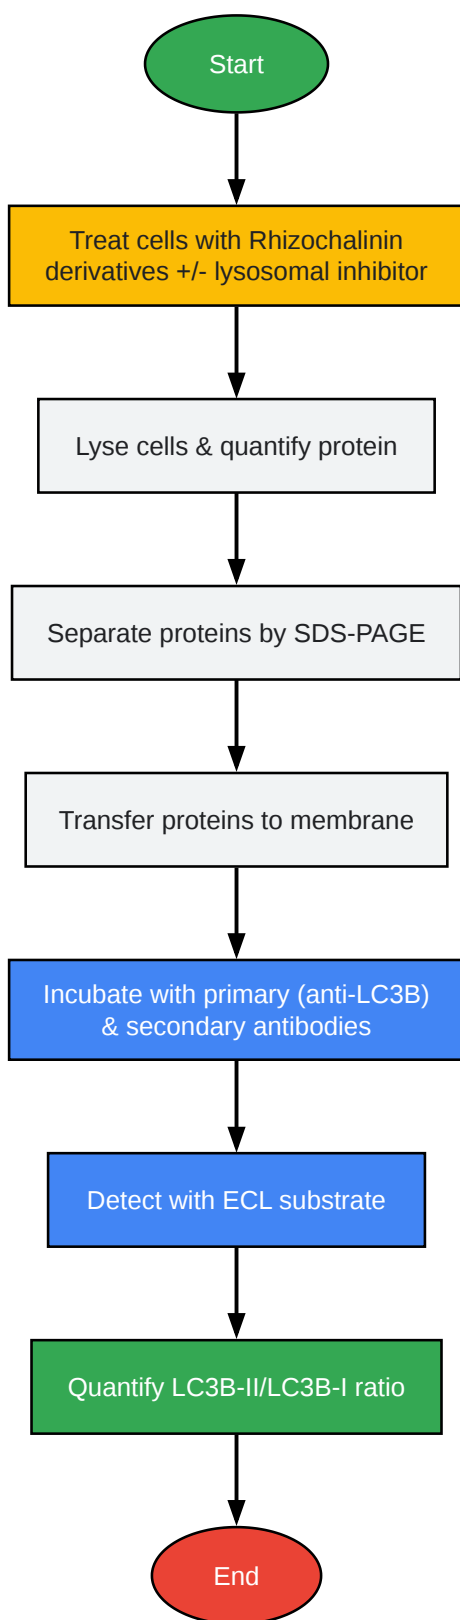 Start
Treat cells with Rhizochalinin
derivatives +/- lysosomal inhibitor
Lyse cells & quantify protein
Separate proteins by SDS-PAGE
Transfer proteins to membrane
Incubate with primary (anti-LC3B)
& secondary antibodies
Detect with ECL substrate
Quantify LC3B-II/LC3B-I ratio
End